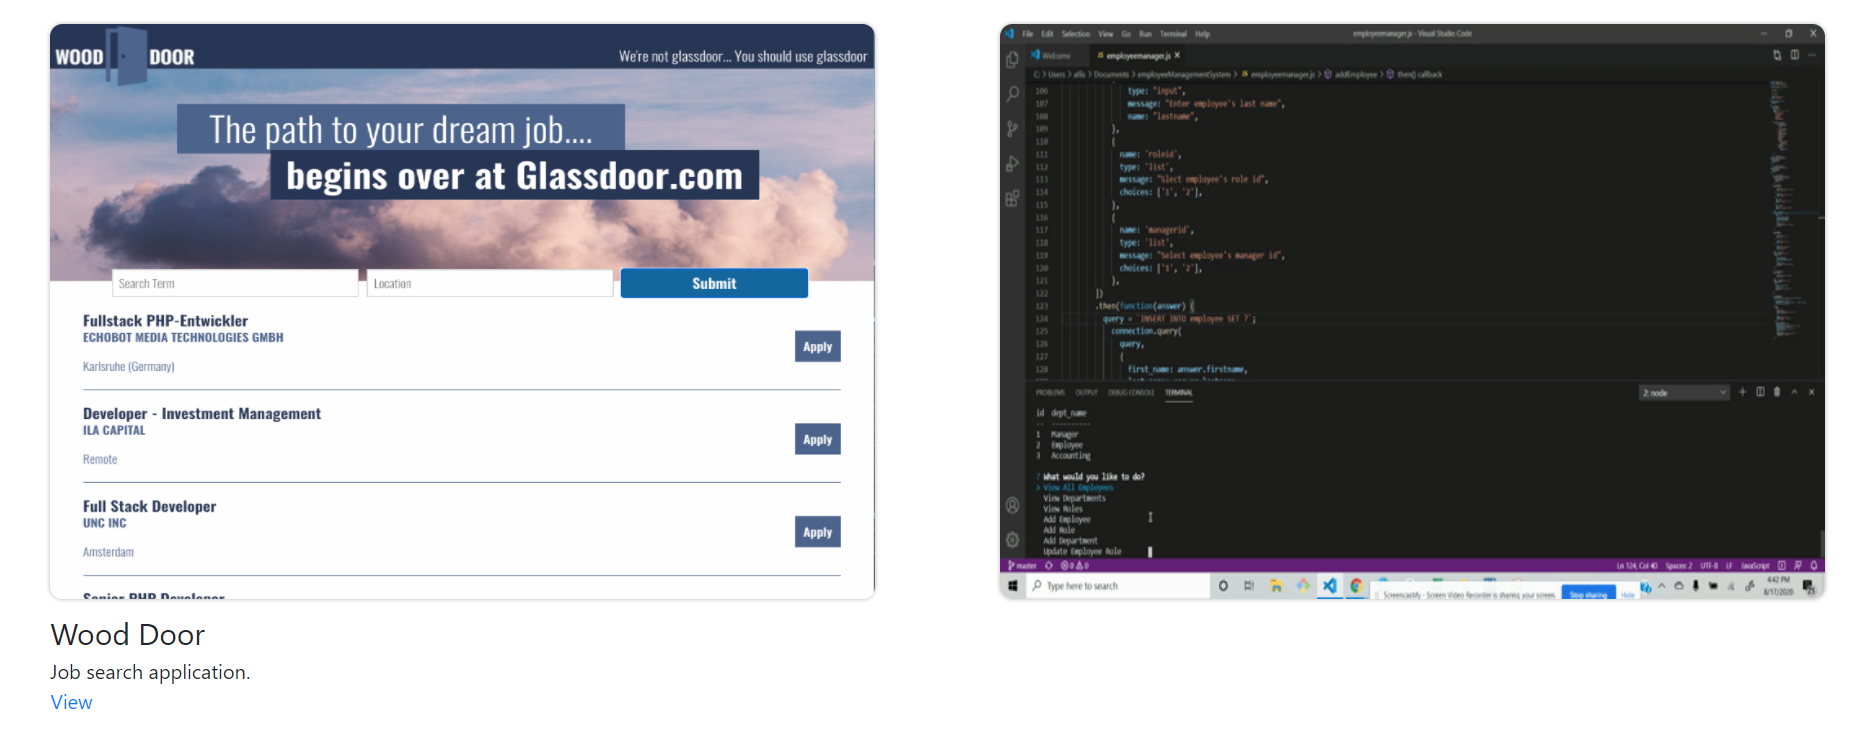 WOOD DOOR
We're not glassdoor... You should use glassdoor
The path to your dream job....
begins over at Glassdoor.com
Search Term
Location
Submit
Fullstack PHP-Entwickler
ECHOBOT MEDIA TECHNOLOGIES GMBH
Apply
Karlsruhe (Germany)
Developer - Investment Management
ILA CAPITAL
Apply
Remote
Full Stack Developer
UNC INC
Apply
Amsterdam
Senior PHP Developer
Wood Door
Job search application.
View
File Edit Selection View Go Run Terminal Help
employeemanager.js - Visual Studio Code
Welcome
employeemanager.js
C: > Users > allis > Documents > employeeManagementSystem > employeemanager.js > addEmployee > then() callback
106 type: "input",
107 message: "Enter employee's last name",
108 name: "lastname",
109 },
110 {
111 name: 'roleid',
112 type: 'list',
113 message: "Slect employee's role id",
114 choices: ['1', '2'],
115 },
116 {
117 name: 'managerid',
118 type: 'list',
119 message: "Select employee's manager id",
120 choices: ['1', '2'],
121 },
122 ])
123 .then(function(answer) {
124 query = `INSERT INTO employee SET ?`;
125 connection.query(
126 query,
127 {
128 first_name: answer.firstname,
PROBLEMS OUTPUT DEBUG CONSOLE TERMINAL
2: node
id dept_name
-- ----------
1 Manager
2 Employee
3 Accounting
? What would you like to do?
> View All Employees
View Departments
View Roles
Add Employee
Add Role
Add Department
Update Employee Role
master 0 0
Ln 124, Col 40 Spaces: 2 UTF-8 LF JavaScript
Type here to search
Screencastify - Screen Video Recorder is sharing your screen.
Stop sharing
Hide
4:42 PM
8/17/2020